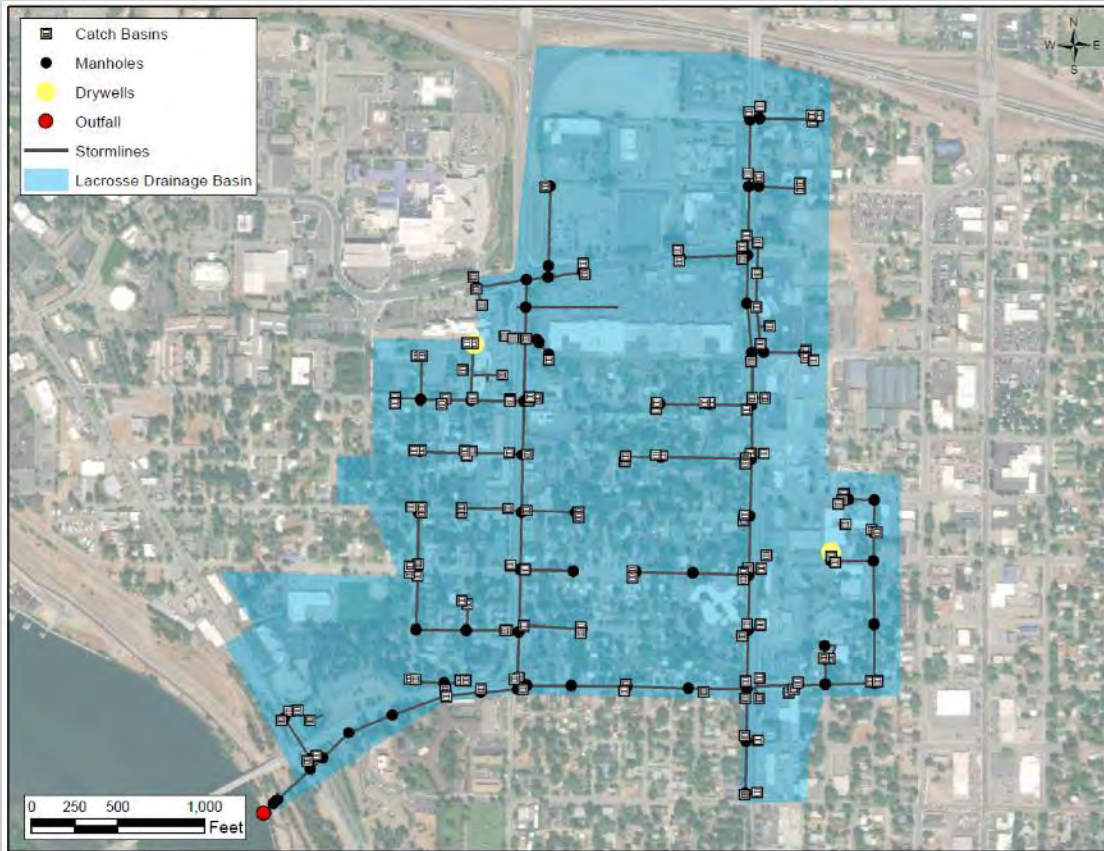 Catch Basins
Manholes
Drywells
Outfall
Stormlines
Lacrosse Drainage Basin
N
W E
S
0 250 500 1,000
Feet